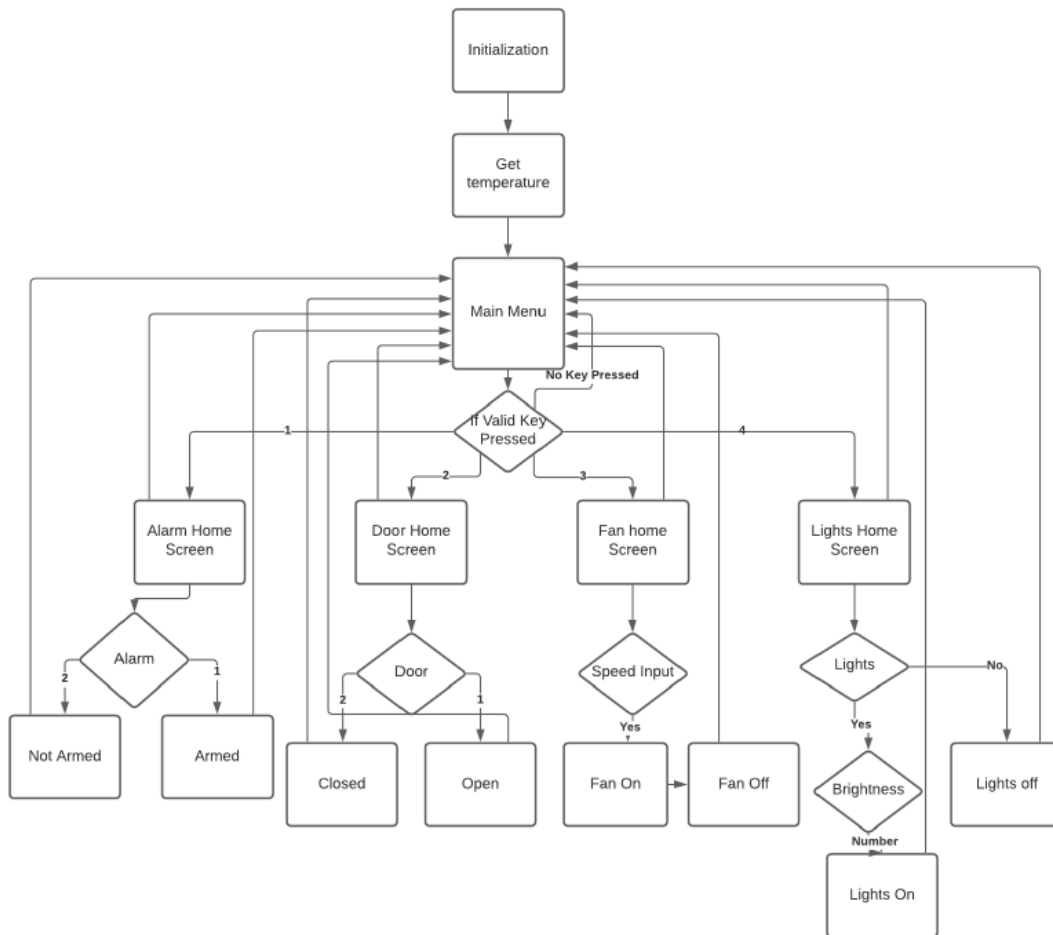 Initialization
Get
temperature
Main Menu
No Key Pressed
If Valid Key
Pressed
1
4
2
3
Alarm Home
Screen
Door Home
Screen
Fan home
Screen
Lights Home
Screen
Alarm
2
1
Door
2
1
Speed Input
Yes
Lights
No
Yes
Not Armed
Armed
Closed
Open
Fan On
Fan Off
Brightness
Lights off
Number
Lights On